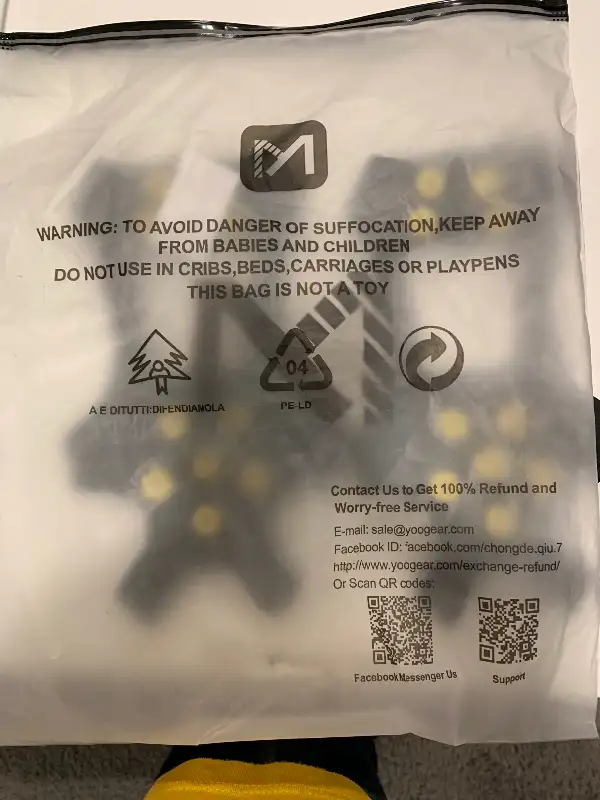 WARNING: TO AVOID DANGER OF SUFFOCATION,KEEP AWAY
FROM BABIES AND CHILDREN
DO NOT USE IN CRIBS,BEDS,CARRIAGES OR PLAYPENS
THIS BAG IS NOT A TOY
04
A E DITUTTI:DIFENDIANOLA
PE-LD
Contact Us to Get 100% Refund and
Worry-free Service
E-mail: sale@yoogear.com
Facebook ID: facebook.com/chongde.qiu.7
http://www.yoogear.com/exchange-refund/
Or Scan QR codes:
Facebook Messenger Us
Support